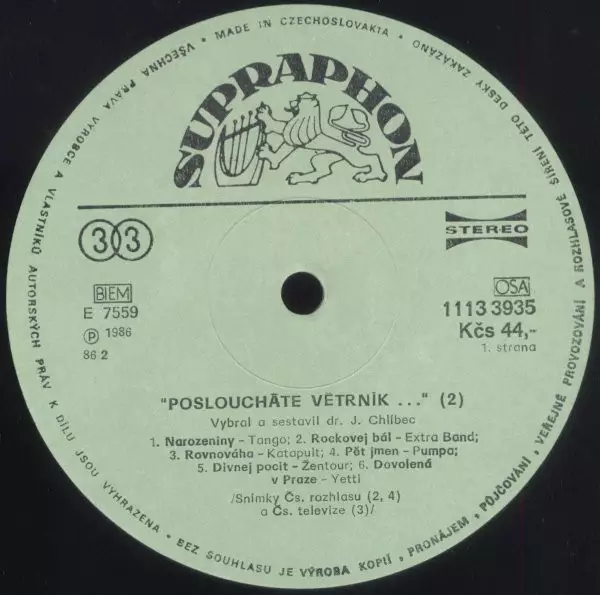 VŠECHNA PRÁVA VÝROBCE A VLASTNÍKŮ AUTORSKÝCH PRÁV K DÍLU JSOU VYHRAZENA • BEZ SOUHLASU JE VÝROBA KOPIÍ, PRONÁJEM, PŮJČOVÁNÍ, VEŘEJNÉ PROVOZOVÁNÍ A ROZHLASOVÉ ŠÍŘENÍ TÉTO DESKY ZAKÁZÁNO • MADE IN CZECHOSLOVAKIA •
SUPRAPHON
33
STEREO
BIEM
OSA
E 7559
1113 3935
Ⓟ 1986
Kčs 44,-
86 2
1. strana
"POSLOUCHÁTE VĚTRNÍK ..." (2)
Vybral a sestavil dr. J. Chlíbec
1. Narozeniny – Tango; 2. Rockovej bál – Extra Band;
3. Rovnováha – Katapult; 4. Pět jmen – Pumpa;
5. Divnej pocit – Žentour; 6. Dovolená
v Praze – Yetti
/Snímky Čs. rozhlasu (2, 4)
a Čs. televize (3)/